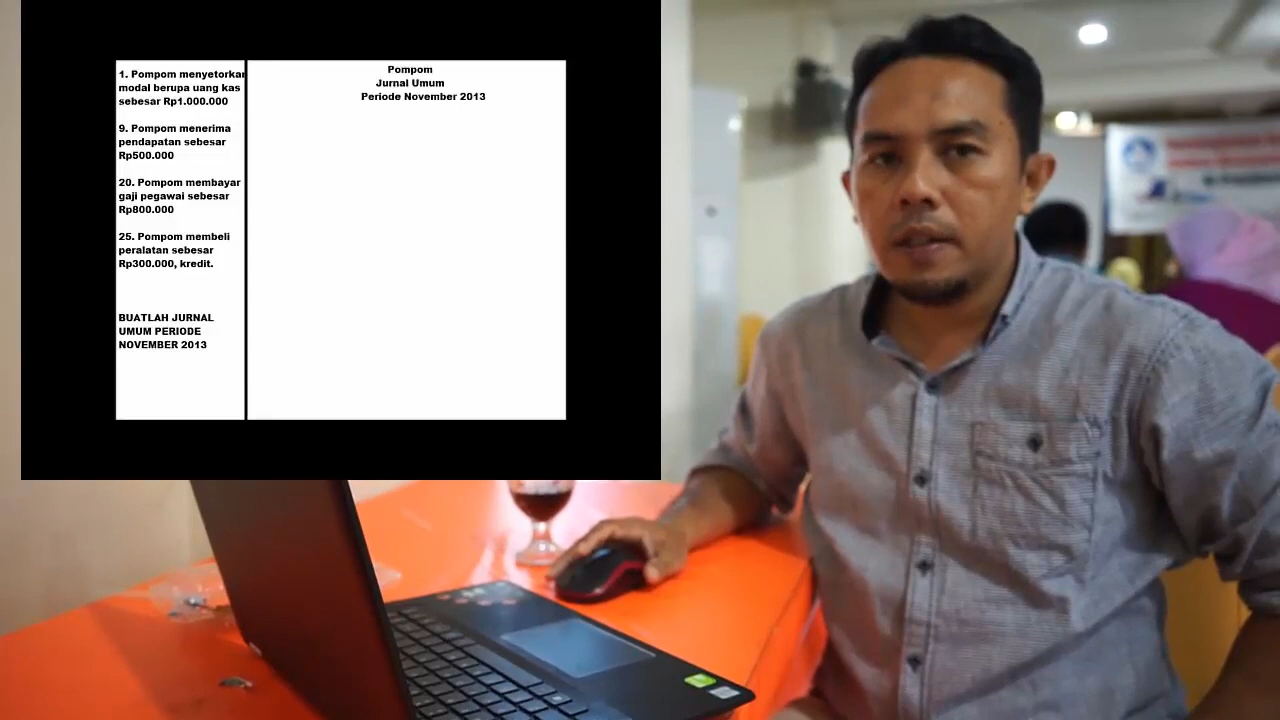 1. Pompom menyetorkan
modal berupa uang kas
sebesar Rp1.000.000
9. Pompom menerima
pendapatan sebesar
Rp500.000
20. Pompom membayar
gaji pegawai sebesar
Rp800.000
25. Pompom membeli
peralatan sebesar
Rp300.000, kredit.
BUATLAH JURNAL
UMUM PERIODE
NOVEMBER 2013
Pompom
Jurnal Umum
Periode November 2013